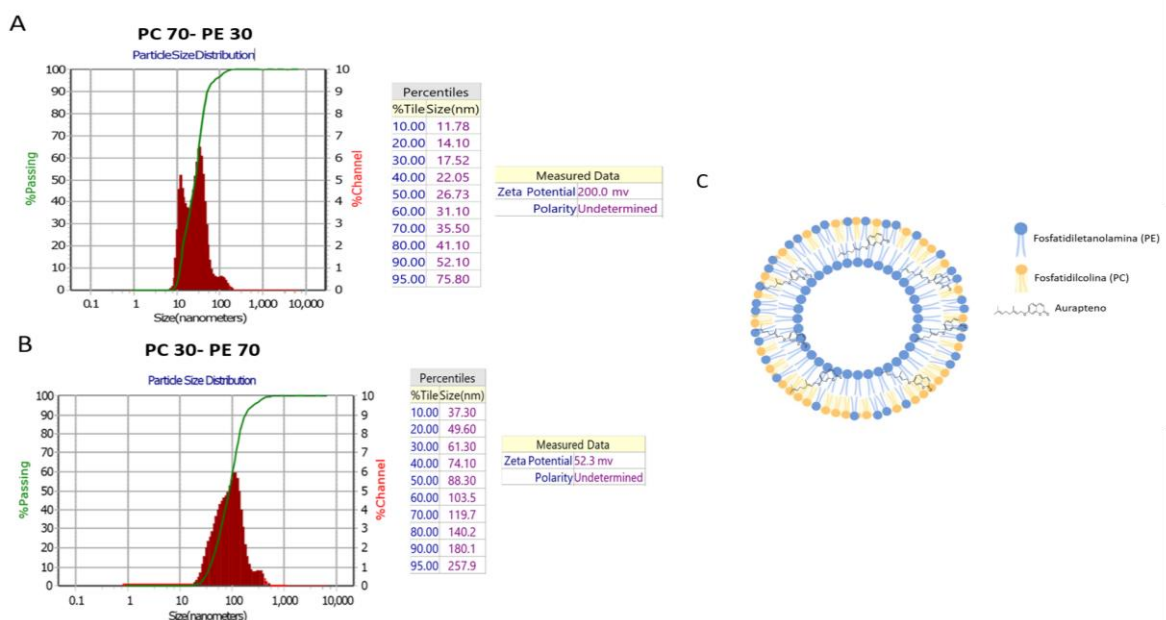 A
PC 70- PE 30
Particle Size Distribution
100
90
80
70
60
50
40
30
20
10
0
%Passing
10
9
8
7
6
5
4
3
2
1
0
%Channel
0.1 1 10 100 1,000 10,000
Size(nanometers)
Percentiles
%Tile Size(nm)
10.00 11.78
20.00 14.10
30.00 17.52
40.00 22.05
50.00 26.73
60.00 31.10
70.00 35.50
80.00 41.10
90.00 52.10
95.00 75.80
Measured Data
Zeta Potential 200.0 mv
Polarity Undetermined
B
PC 30- PE 70
Particle Size Distribution
100
90
80
70
60
50
40
30
20
10
0
%Passing
10
9
8
7
6
5
4
3
2
1
0
%Channel
0.1 1 10 100 1,000 10,000
Size(nanometers)
Percentiles
%Tile Size(nm)
10.00 37.30
20.00 49.60
30.00 61.30
40.00 74.10
50.00 88.30
60.00 103.5
70.00 119.7
80.00 140.2
90.00 180.1
95.00 257.9
Measured Data
Zeta Potential 52.3 mv
Polarity Undetermined
C
Fosfatidiletanolamina (PE)
Fosfatidilcolina (PC)
Aurapteno